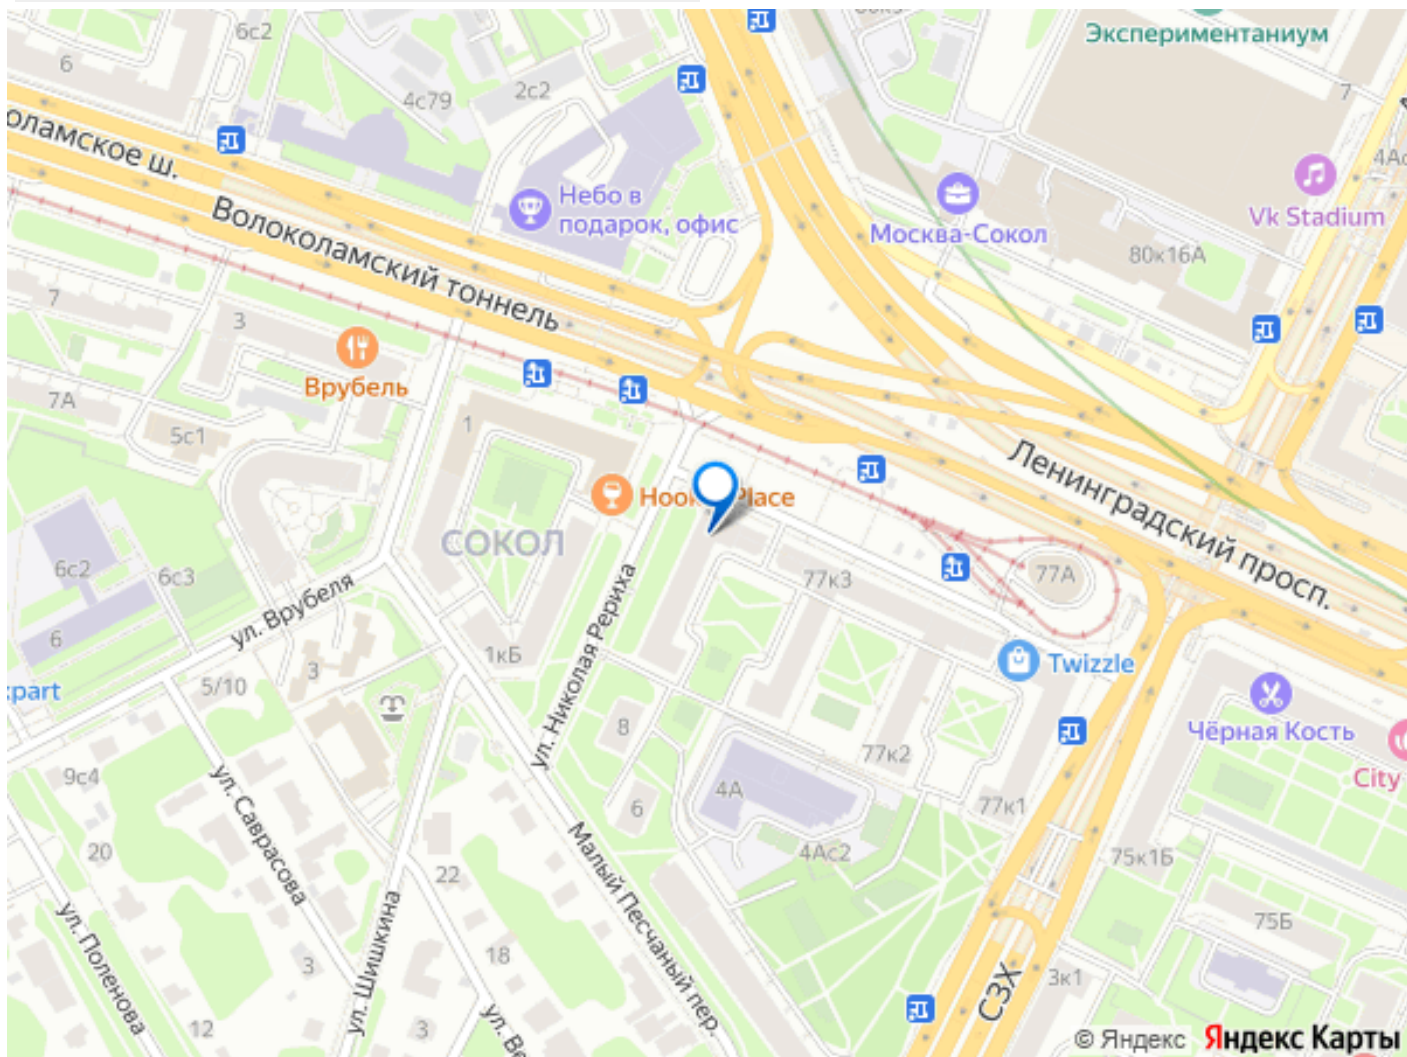 Экспериментаниум
6с2
6
4с79
2с2
7
оламское ш.
4Ас
Небо в
подарок, офис
Vk Stadium
Москва-Сокол
80к16А
Волоколамский тоннель
7
3
Врубель
7А
5с1
1
Ленинградский просп.
Hook
Place
СОКОЛ
6с2
6с3
77к3
77А
ул. Врубеля
ул. Николая Рериха
6
1кБ
Twizzle
3
5/10
xpart
Чёрная Кость
8
77к2
City
9с4
4А
6
77к1
ул. Саврасова
Малый Песчаный пер.
4Ас2
75к1Б
20
22
75Б
ул. Поленова
ул. Шишкина
18
3
СЗХ
3к1
12
3
ул. Ве
© Яндекс Яндекс Карты